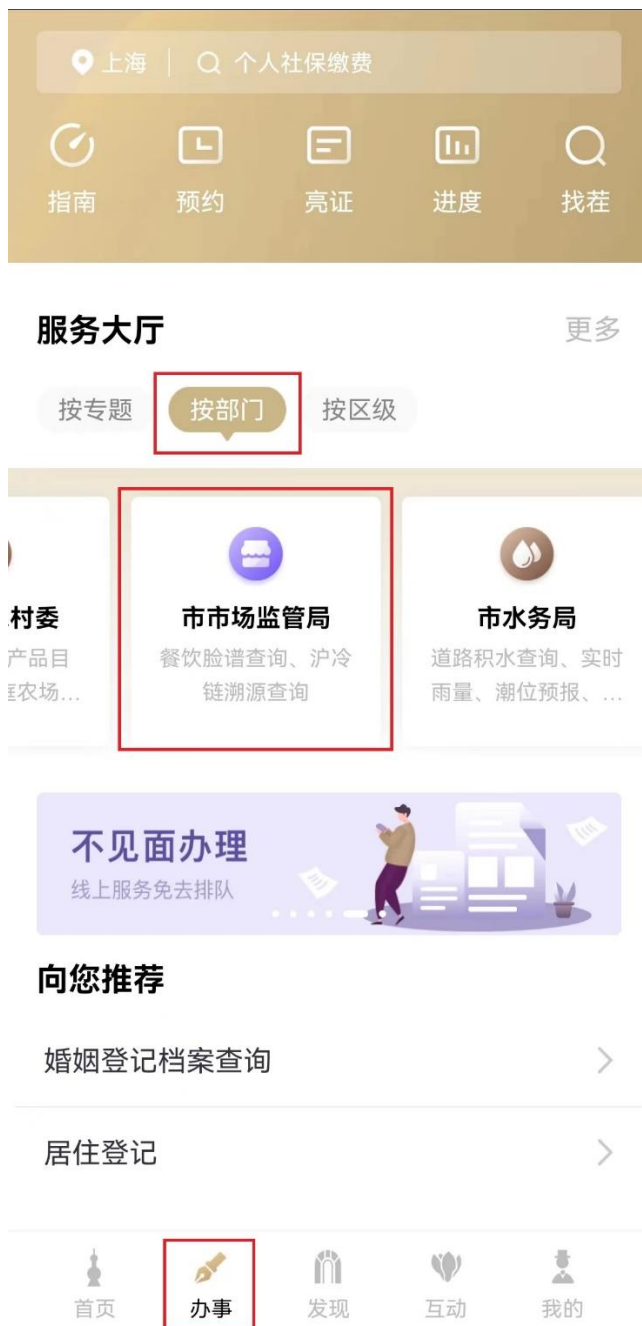 上海 个人社保缴费
指南 预约 亮证 进度 找茬
服务大厅 更多
按专题 按部门 按区级
村委 市市场监管局 市水务局
产品目 餐饮脸谱查询、沪冷 道路积水查询、实时
农场... 链溯源查询 雨量、潮位预报、...
不见面办理
线上服务免去排队
向您推荐
婚姻登记档案查询
居住登记
首页 办事 发现 互动 我的